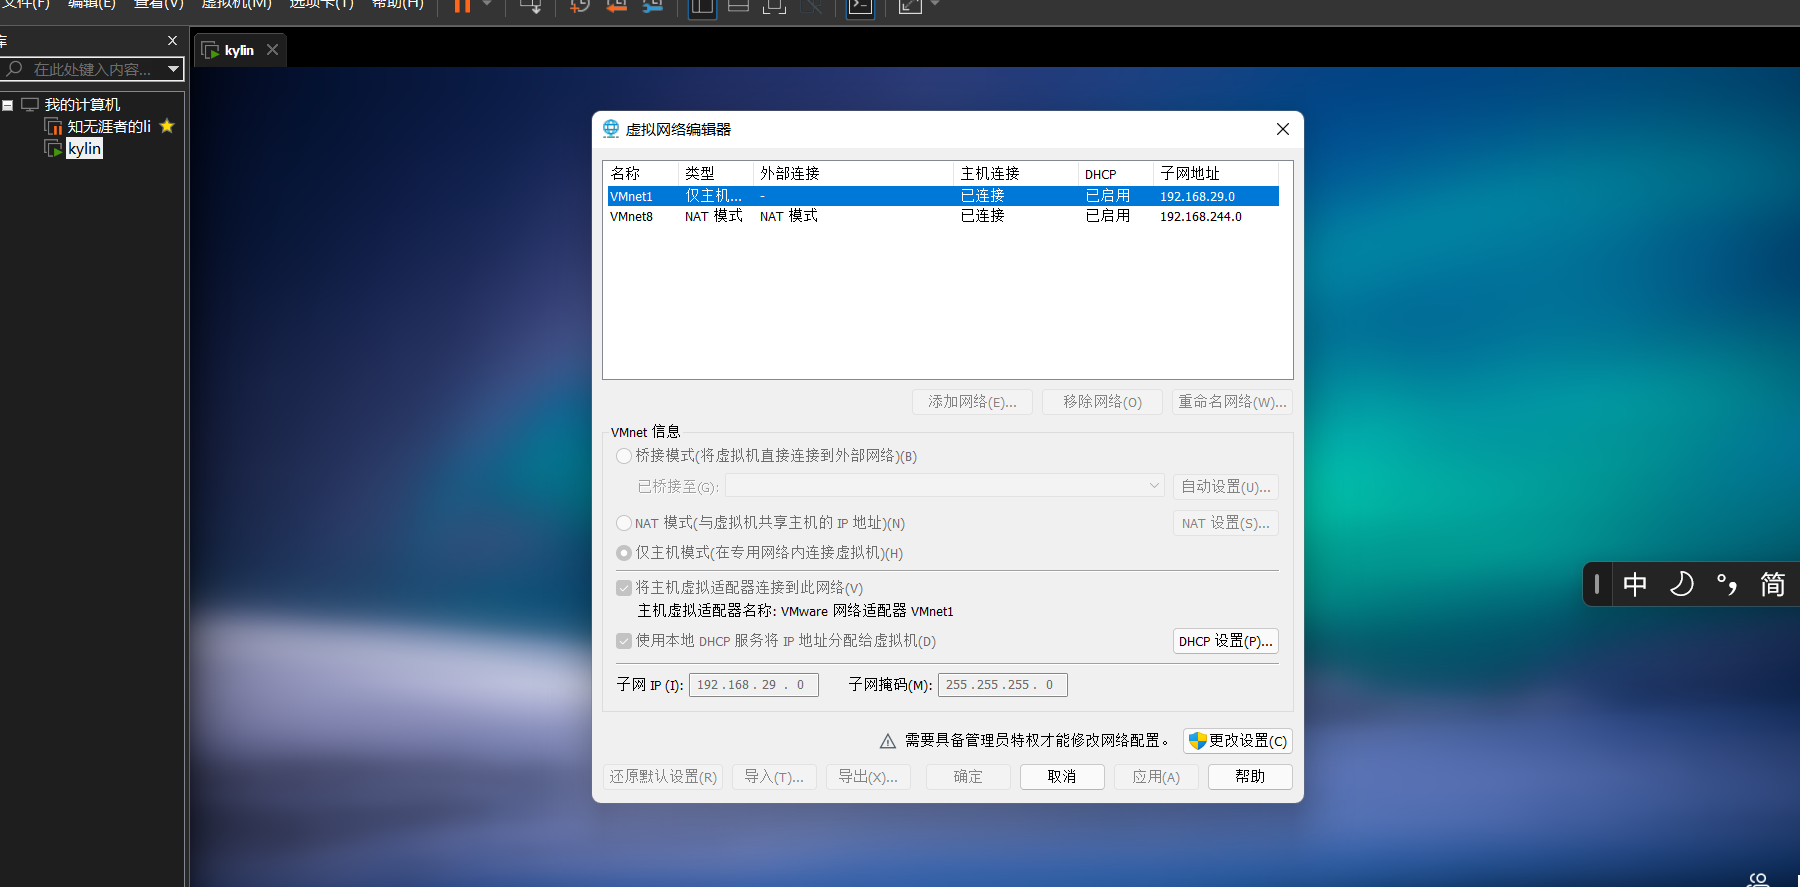 文件(F) 编辑(E) 查看(V) 虚拟机(M) 选项卡(T) 帮助(H)
库
kylin
在此处键入内容...
我的计算机
知无涯者的li
kylin
虚拟网络编辑器
名称 类型 外部连接 主机连接 DHCP 子网地址
VMnet1 仅主机... - 已连接 已启用 192.168.29.0
VMnet8 NAT 模式 NAT 模式 已连接 已启用 192.168.244.0
添加网络(E)... 移除网络(O) 重命名网络(W)...
VMnet 信息
桥接模式(将虚拟机直接连接到外部网络)(B)
已桥接至(G): 自动设置(U)...
NAT 模式(与虚拟机共享主机的 IP 地址)(N) NAT 设置(S)...
仅主机模式(在专用网络内连接虚拟机)(H)
将主机虚拟适配器连接到此网络(V)
主机虚拟适配器名称: VMware 网络适配器 VMnet1
使用本地 DHCP 服务将 IP 地址分配给虚拟机(D) DHCP 设置(P)...
子网 IP (I): 192.168. 29 . 0 子网掩码(M): 255.255.255. 0
需要具备管理员特权才能修改网络配置。 更改设置(C)
还原默认设置(R) 导入(T)... 导出(X)... 确定 取消 应用(A) 帮助
中 °, 简